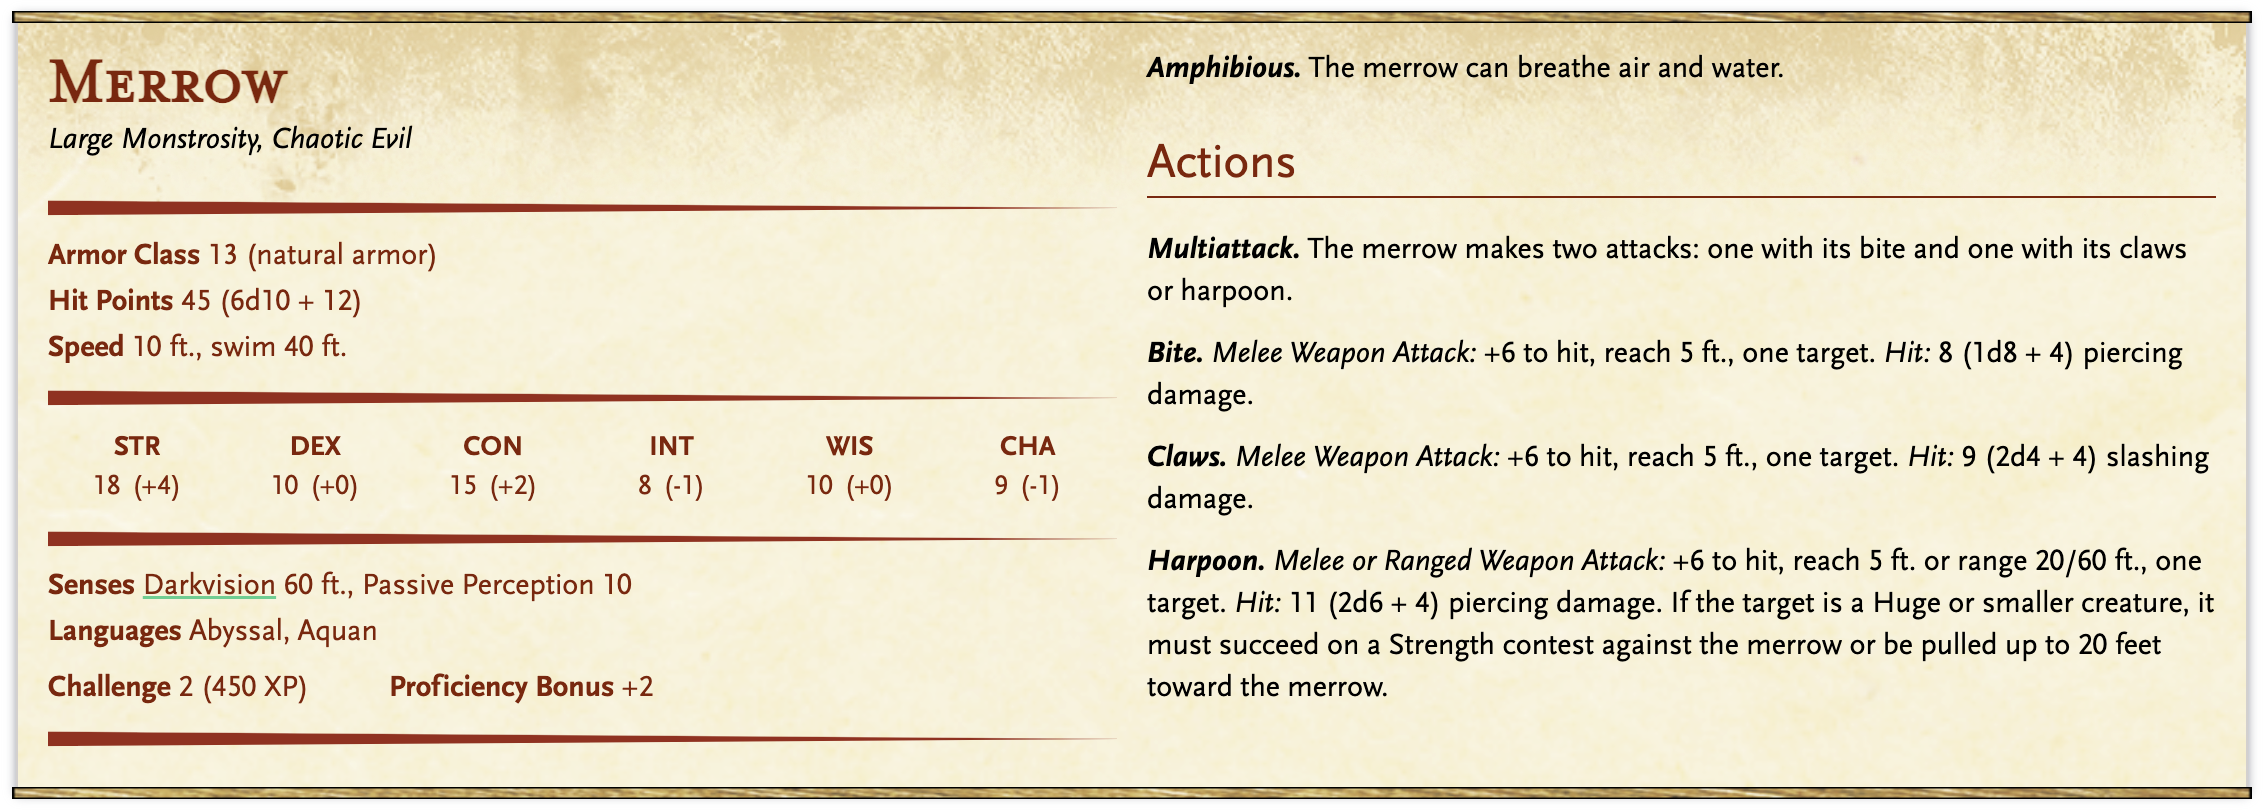 Merrow
Large Monstrosity, Chaotic Evil
Armor Class 13 (natural armor)
Hit Points 45 (6d10 + 12)
Speed 10 ft., swim 40 ft.
STR DEX CON INT WIS CHA
18 (+4) 10 (+0) 15 (+2) 8 (-1) 10 (+0) 9 (-1)
Senses Darkvision 60 ft., Passive Perception 10
Languages Abyssal, Aquan
Challenge 2 (450 XP) Proficiency Bonus +2
Amphibious. The merrow can breathe air and water.
Actions
Multiattack. The merrow makes two attacks: one with its bite and one with its claws
or harpoon.
Bite. Melee Weapon Attack: +6 to hit, reach 5 ft., one target. Hit: 8 (1d8 + 4) piercing
damage.
Claws. Melee Weapon Attack: +6 to hit, reach 5 ft., one target. Hit: 9 (2d4 + 4) slashing
damage.
Harpoon. Melee or Ranged Weapon Attack: +6 to hit, reach 5 ft. or range 20/60 ft., one
target. Hit: 11 (2d6 + 4) piercing damage. If the target is a Huge or smaller creature, it
must succeed on a Strength contest against the merrow or be pulled up to 20 feet
toward the merrow.